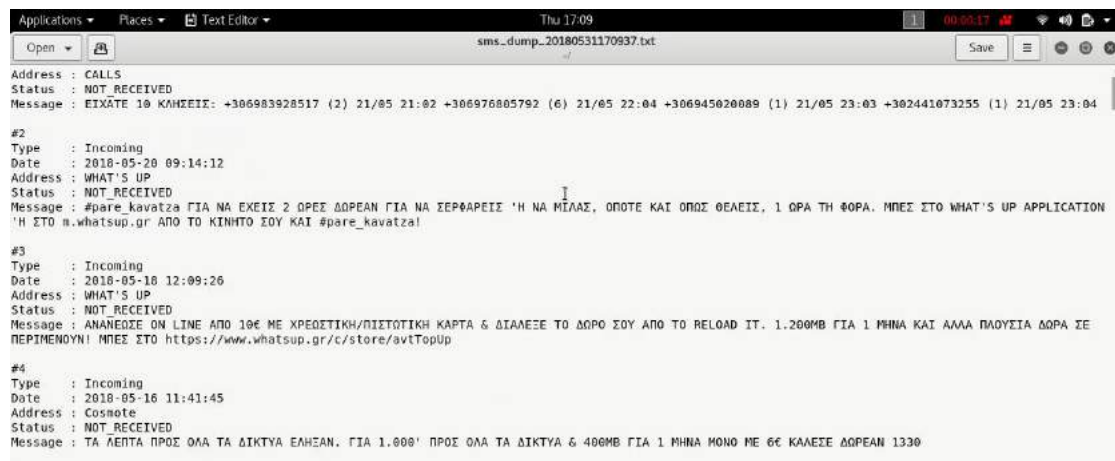 Applications Places Text Editor Thu 17:09 1 00:00:17
Open sms_dump_20180531170937.txt Save
~/
Address : CALLS
Status : NOT_RECEIVED
Message : ΕΙΧΑΤΕ 10 ΚΛΗΣΕΙΣ: +306983928517 (2) 21/05 21:02 +306976805792 (6) 21/05 22:04 +306945020089 (1) 21/05 23:03 +302441073255 (1) 21/05 23:04
#2
Type : Incoming
Date : 2018-05-20 09:14:12
Address : WHAT'S UP
Status : NOT_RECEIVED
Message : #pare_kavatza ΓΙΑ ΝΑ ΕΧΕΙΣ 2 ΩΡΕΣ ΔΩΡΕΑΝ ΓΙΑ ΝΑ ΣΕΡΦΑΡΕΙΣ 'Η ΝΑ ΜΙΛΑΣ, ΟΠΟΤΕ ΚΑΙ ΟΠΩΣ ΘΕΛΕΙΣ, 1 ΩΡΑ ΤΗ ΦΟΡΑ. ΜΠΕΣ ΣΤΟ WHAT'S UP APPLICATION
'Η ΣΤΟ m.whatsup.gr ΑΠΟ ΤΟ ΚΙΝΗΤΟ ΣΟΥ ΚΑΙ #pare_kavatza!
#3
Type : Incoming
Date : 2018-05-18 12:09:26
Address : WHAT'S UP
Status : NOT_RECEIVED
Message : ΑΝΑΝΕΩΣΕ ON LINE ΑΠΟ 10€ ΜΕ ΧΡΕΩΣΤΙΚΗ/ΠΙΣΤΩΤΙΚΗ ΚΑΡΤΑ & ΔΙΑΛΕΞΕ ΤΟ ΔΩΡΟ ΣΟΥ ΑΠΟ ΤΟ RELOAD IT. 1.200MB ΓΙΑ 1 ΜΗΝΑ ΚΑΙ ΑΛΛΑ ΠΛΟΥΣΙΑ ΔΩΡΑ ΣΕ
ΠΕΡΙΜΕΝΟΥΝ! ΜΠΕΣ ΣΤΟ https://www.whatsup.gr/c/store/avtTopUp
#4
Type : Incoming
Date : 2018-05-16 11:41:45
Address : Cosmote
Status : NOT_RECEIVED
Message : ΤΑ ΛΕΠΤΑ ΠΡΟΣ ΟΛΑ ΤΑ ΔΙΚΤΥΑ ΕΛΗΞΑΝ. ΓΙΑ 1.000' ΠΡΟΣ ΟΛΑ ΤΑ ΔΙΚΤΥΑ & 400MB ΓΙΑ 1 ΜΗΝΑ ΜΟΝΟ ΜΕ 6€ ΚΑΛΕΣΕ ΔΩΡΕΑΝ 1330